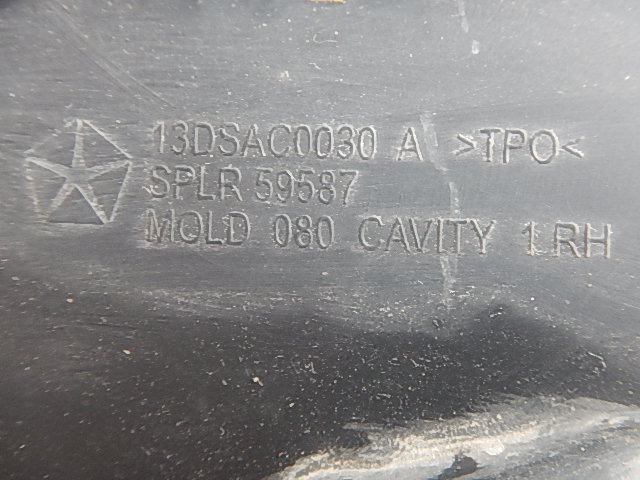 13DSAC0030 A >TPO<
SPLR 59587
MOLD 080 CAVITY 1 RH